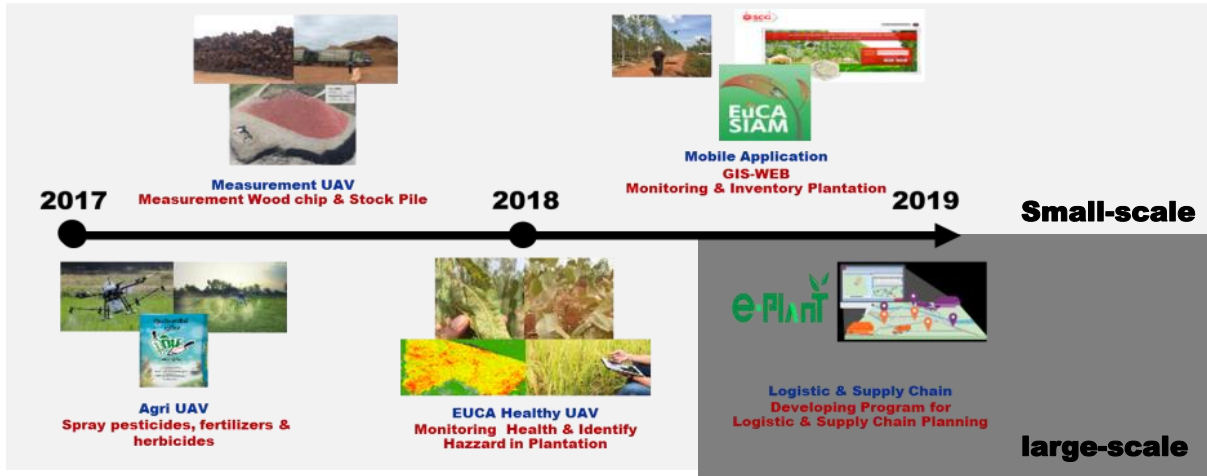 SCG
EUCA
SIAM
Measurement UAV
Measurement Wood chip & Stock Pile
Mobile Application
GIS-WEB
Monitoring & Inventory Plantation
2017
2018
2019
Small-scale
e-PlanT
Agri UAV
Spray pesticides, fertilizers &
herbicides
EUCA Healthy UAV
Monitoring Health & Identify
Hazzard in Plantation
Logistic & Supply Chain
Developing Program for
Logistic & Supply Chain Planning
large-scale